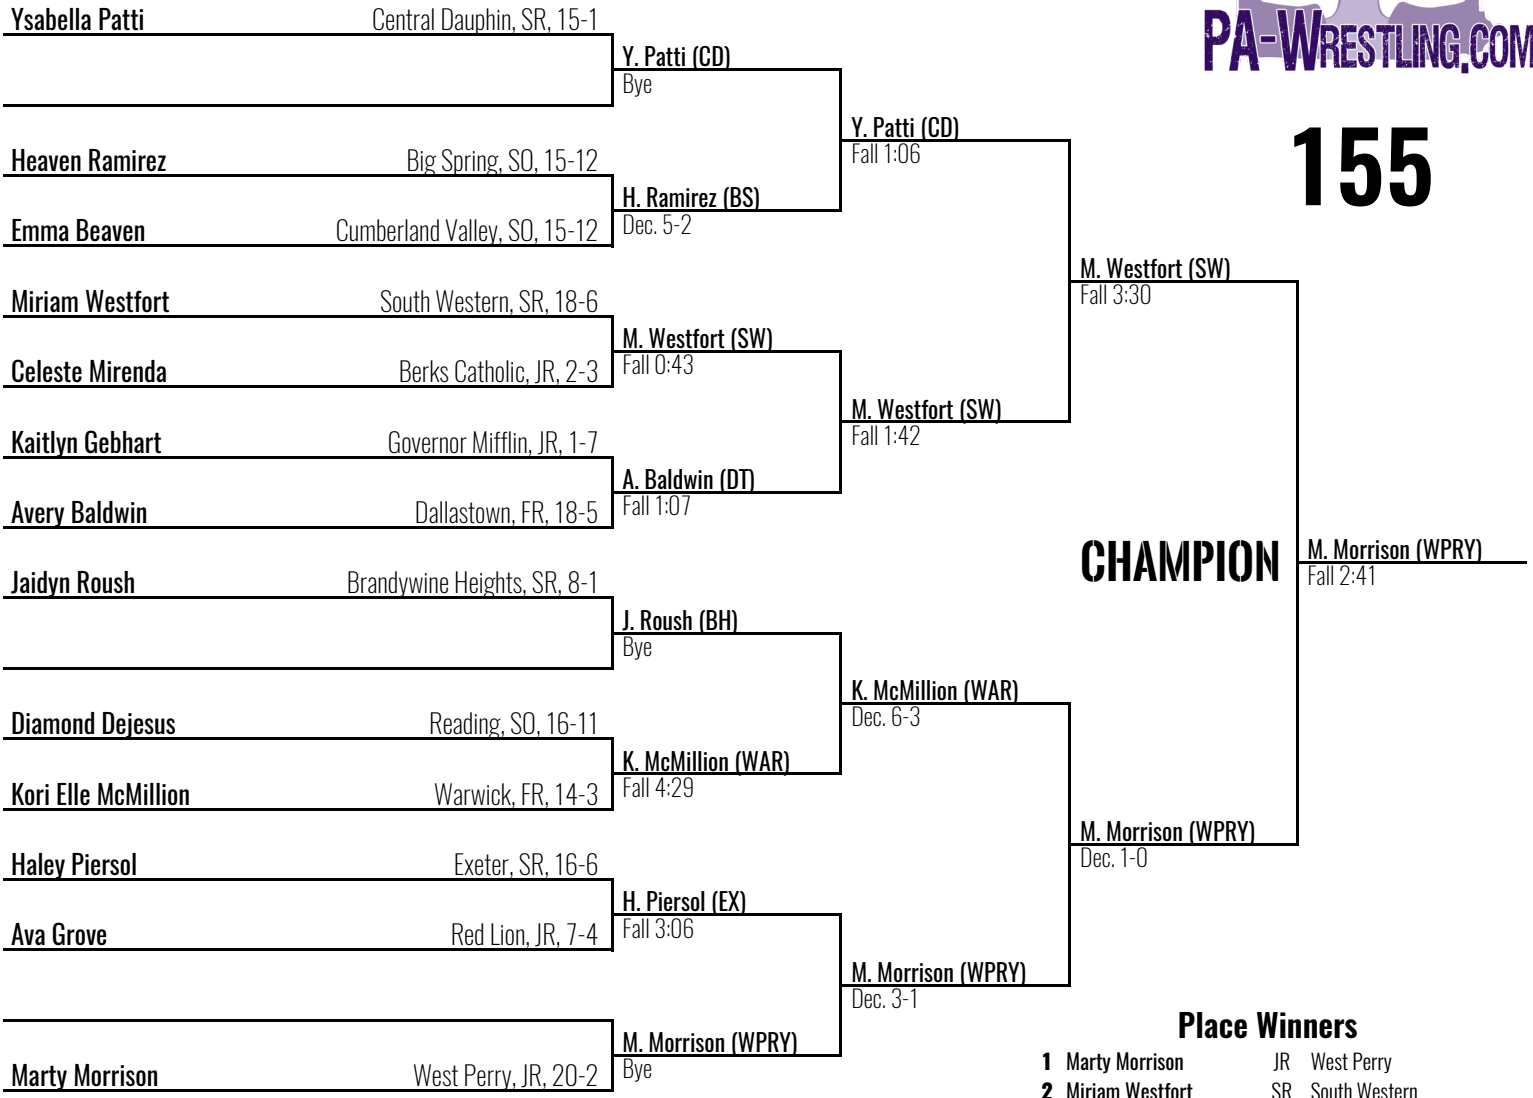 PA-WRESTLING.COM
155
Ysabella Patti Central Dauphin, SR, 15-1
Y. Patti (CD)
Bye
Y. Patti (CD)
Fall 1:06
Heaven Ramirez Big Spring, SO, 15-12
H. Ramirez (BS)
Dec. 5-2
Emma Beaven Cumberland Valley, SO, 15-12
M. Westfort (SW)
Fall 3:30
Miriam Westfort South Western, SR, 18-6
M. Westfort (SW)
Fall 0:43
Celeste Mirenda Berks Catholic, JR, 2-3
M. Westfort (SW)
Fall 1:42
Kaitlyn Gebhart Governor Mifflin, JR, 1-7
A. Baldwin (DT)
Fall 1:07
Avery Baldwin Dallastown, FR, 18-5
CHAMPION
M. Morrison (WPRY)
Fall 2:41
Jaidyn Roush Brandywine Heights, SR, 8-1
J. Roush (BH)
Bye
K. McMillion (WAR)
Dec. 6-3
Diamond Dejesus Reading, SO, 16-11
K. McMillion (WAR)
Fall 4:29
Kori Elle McMillion Warwick, FR, 14-3
M. Morrison (WPRY)
Dec. 1-0
Haley Piersol Exeter, SR, 16-6
H. Piersol (EX)
Fall 3:06
Ava Grove Red Lion, JR, 7-4
M. Morrison (WPRY)
Dec. 3-1
M. Morrison (WPRY)
Bye
Marty Morrison West Perry, JR, 20-2
Place Winners
1 Marty Morrison JR West Perry
2 Miriam Westfort SR South Western